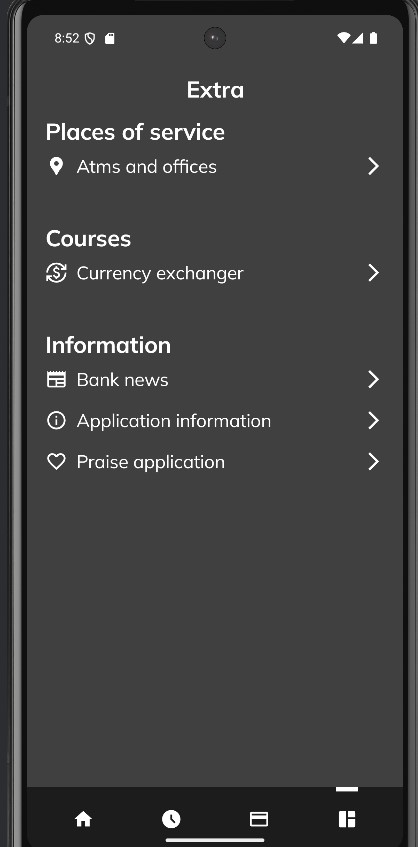 8:52
Extra
Places of service
Atms and offices
Courses
Currency exchanger
Information
Bank news
Application information
Praise application